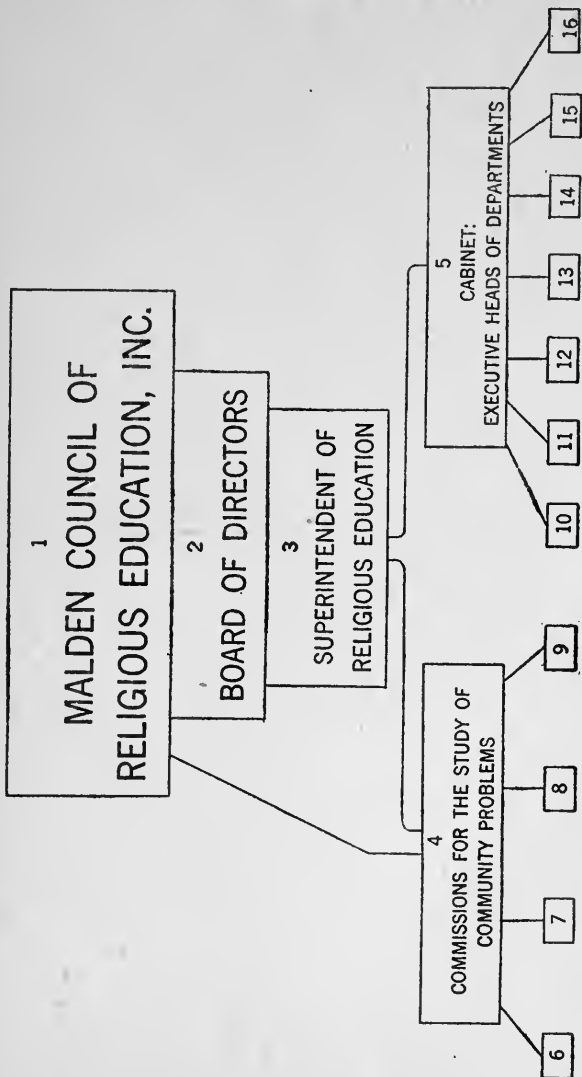 1
MALDEN COUNCIL OF
RELIGIOUS EDUCATION, INC.
2
BOARD OF DIRECTORS
3
SUPERINTENDENT OF
RELIGIOUS EDUCATION
4
COMMISSIONS FOR THE STUDY OF
COMMUNITY PROBLEMS
5
CABINET:
EXECUTIVE HEADS OF DEPARTMENTS
6
7
8
9
10
11
12
13
14
15
16